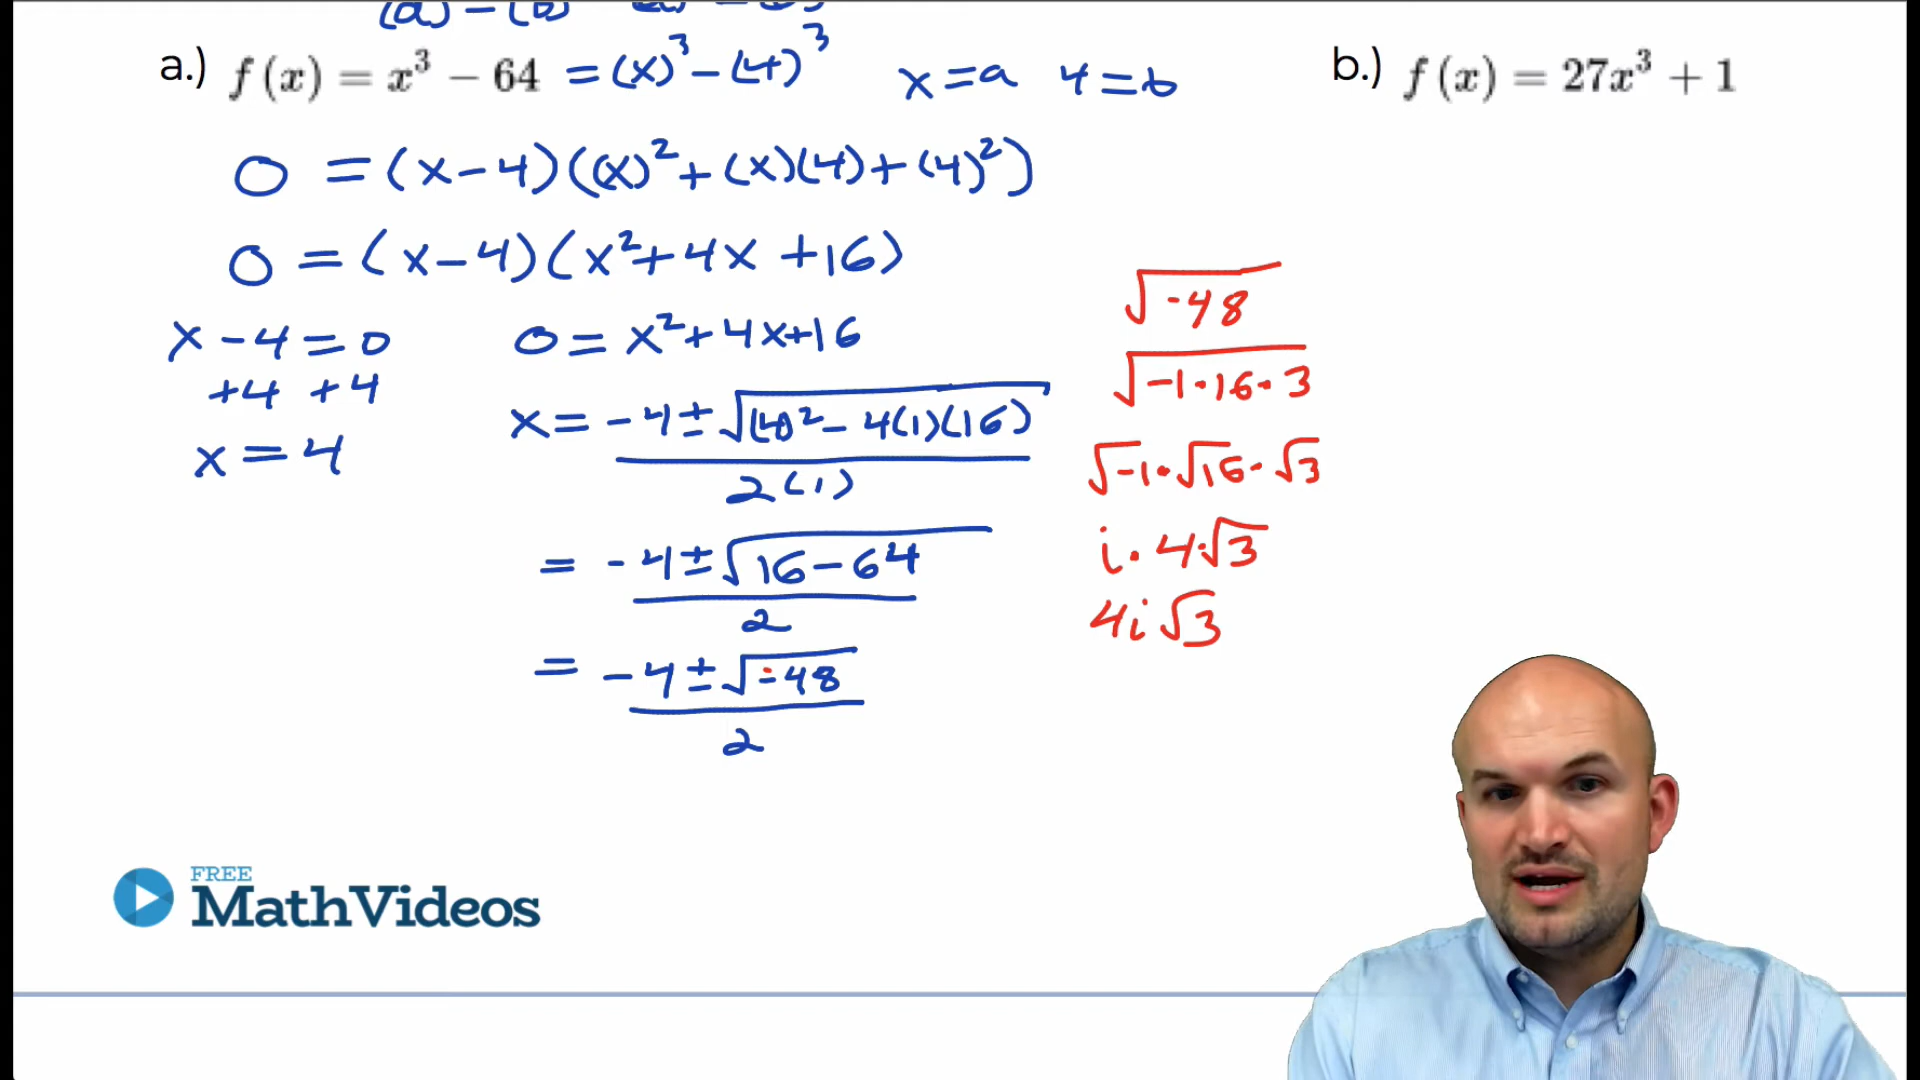 (a) - (b)
a.) f(x) = x³ − 64 = (x)³ − (4)³ x = a 4 = b
0 = (x − 4)((x)² + (x)(4) + (4)²)
0 = (x − 4)(x² + 4x + 16)
x − 4 = 0
+4 +4
x = 4
0 = x² + 4x + 16
x = −4 ± √(4)² − 4(1)(16)
2(1)
= −4 ± √16 − 64
2
= −4 ± √−48
2
√−48
√−1·16·3
√−1·√16·√3
i·4√3
4i√3
b.) f(x) = 27x³ + 1
FREE
MathVideos